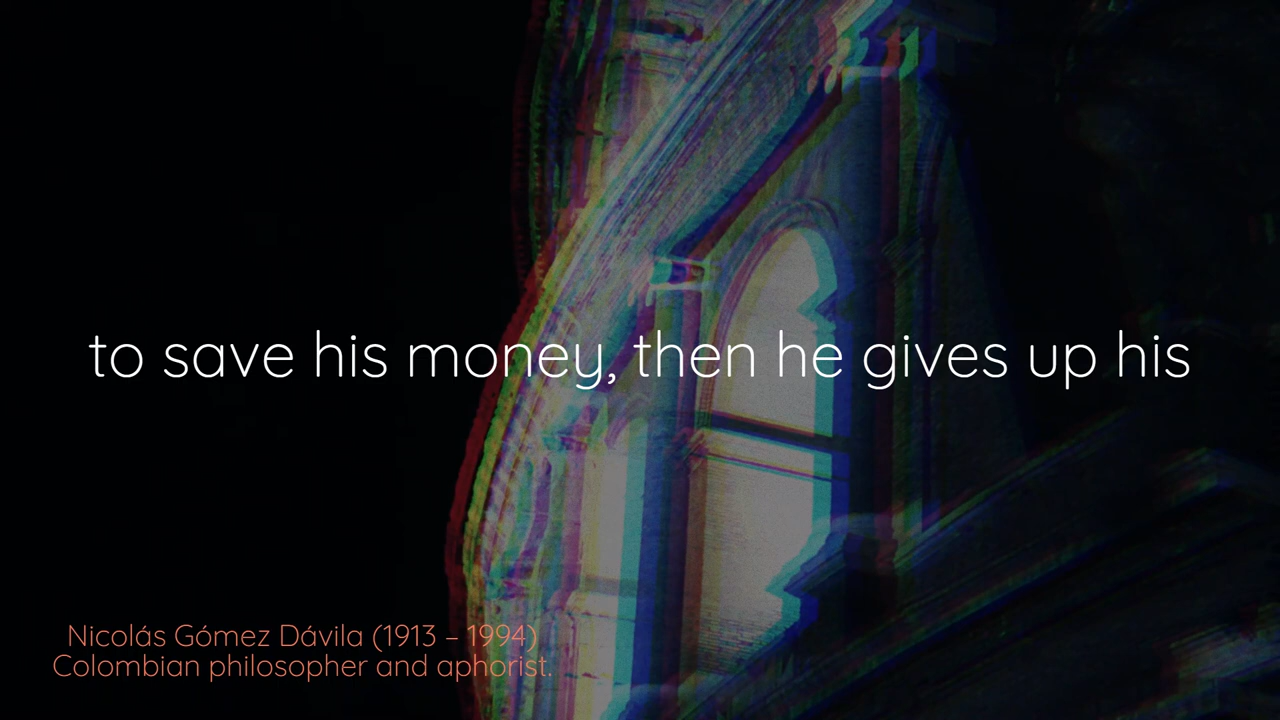 to save his money, then he gives up his
Nicolás Gómez Dávila (1913 – 1994)
Colombian philosopher and aphorist.